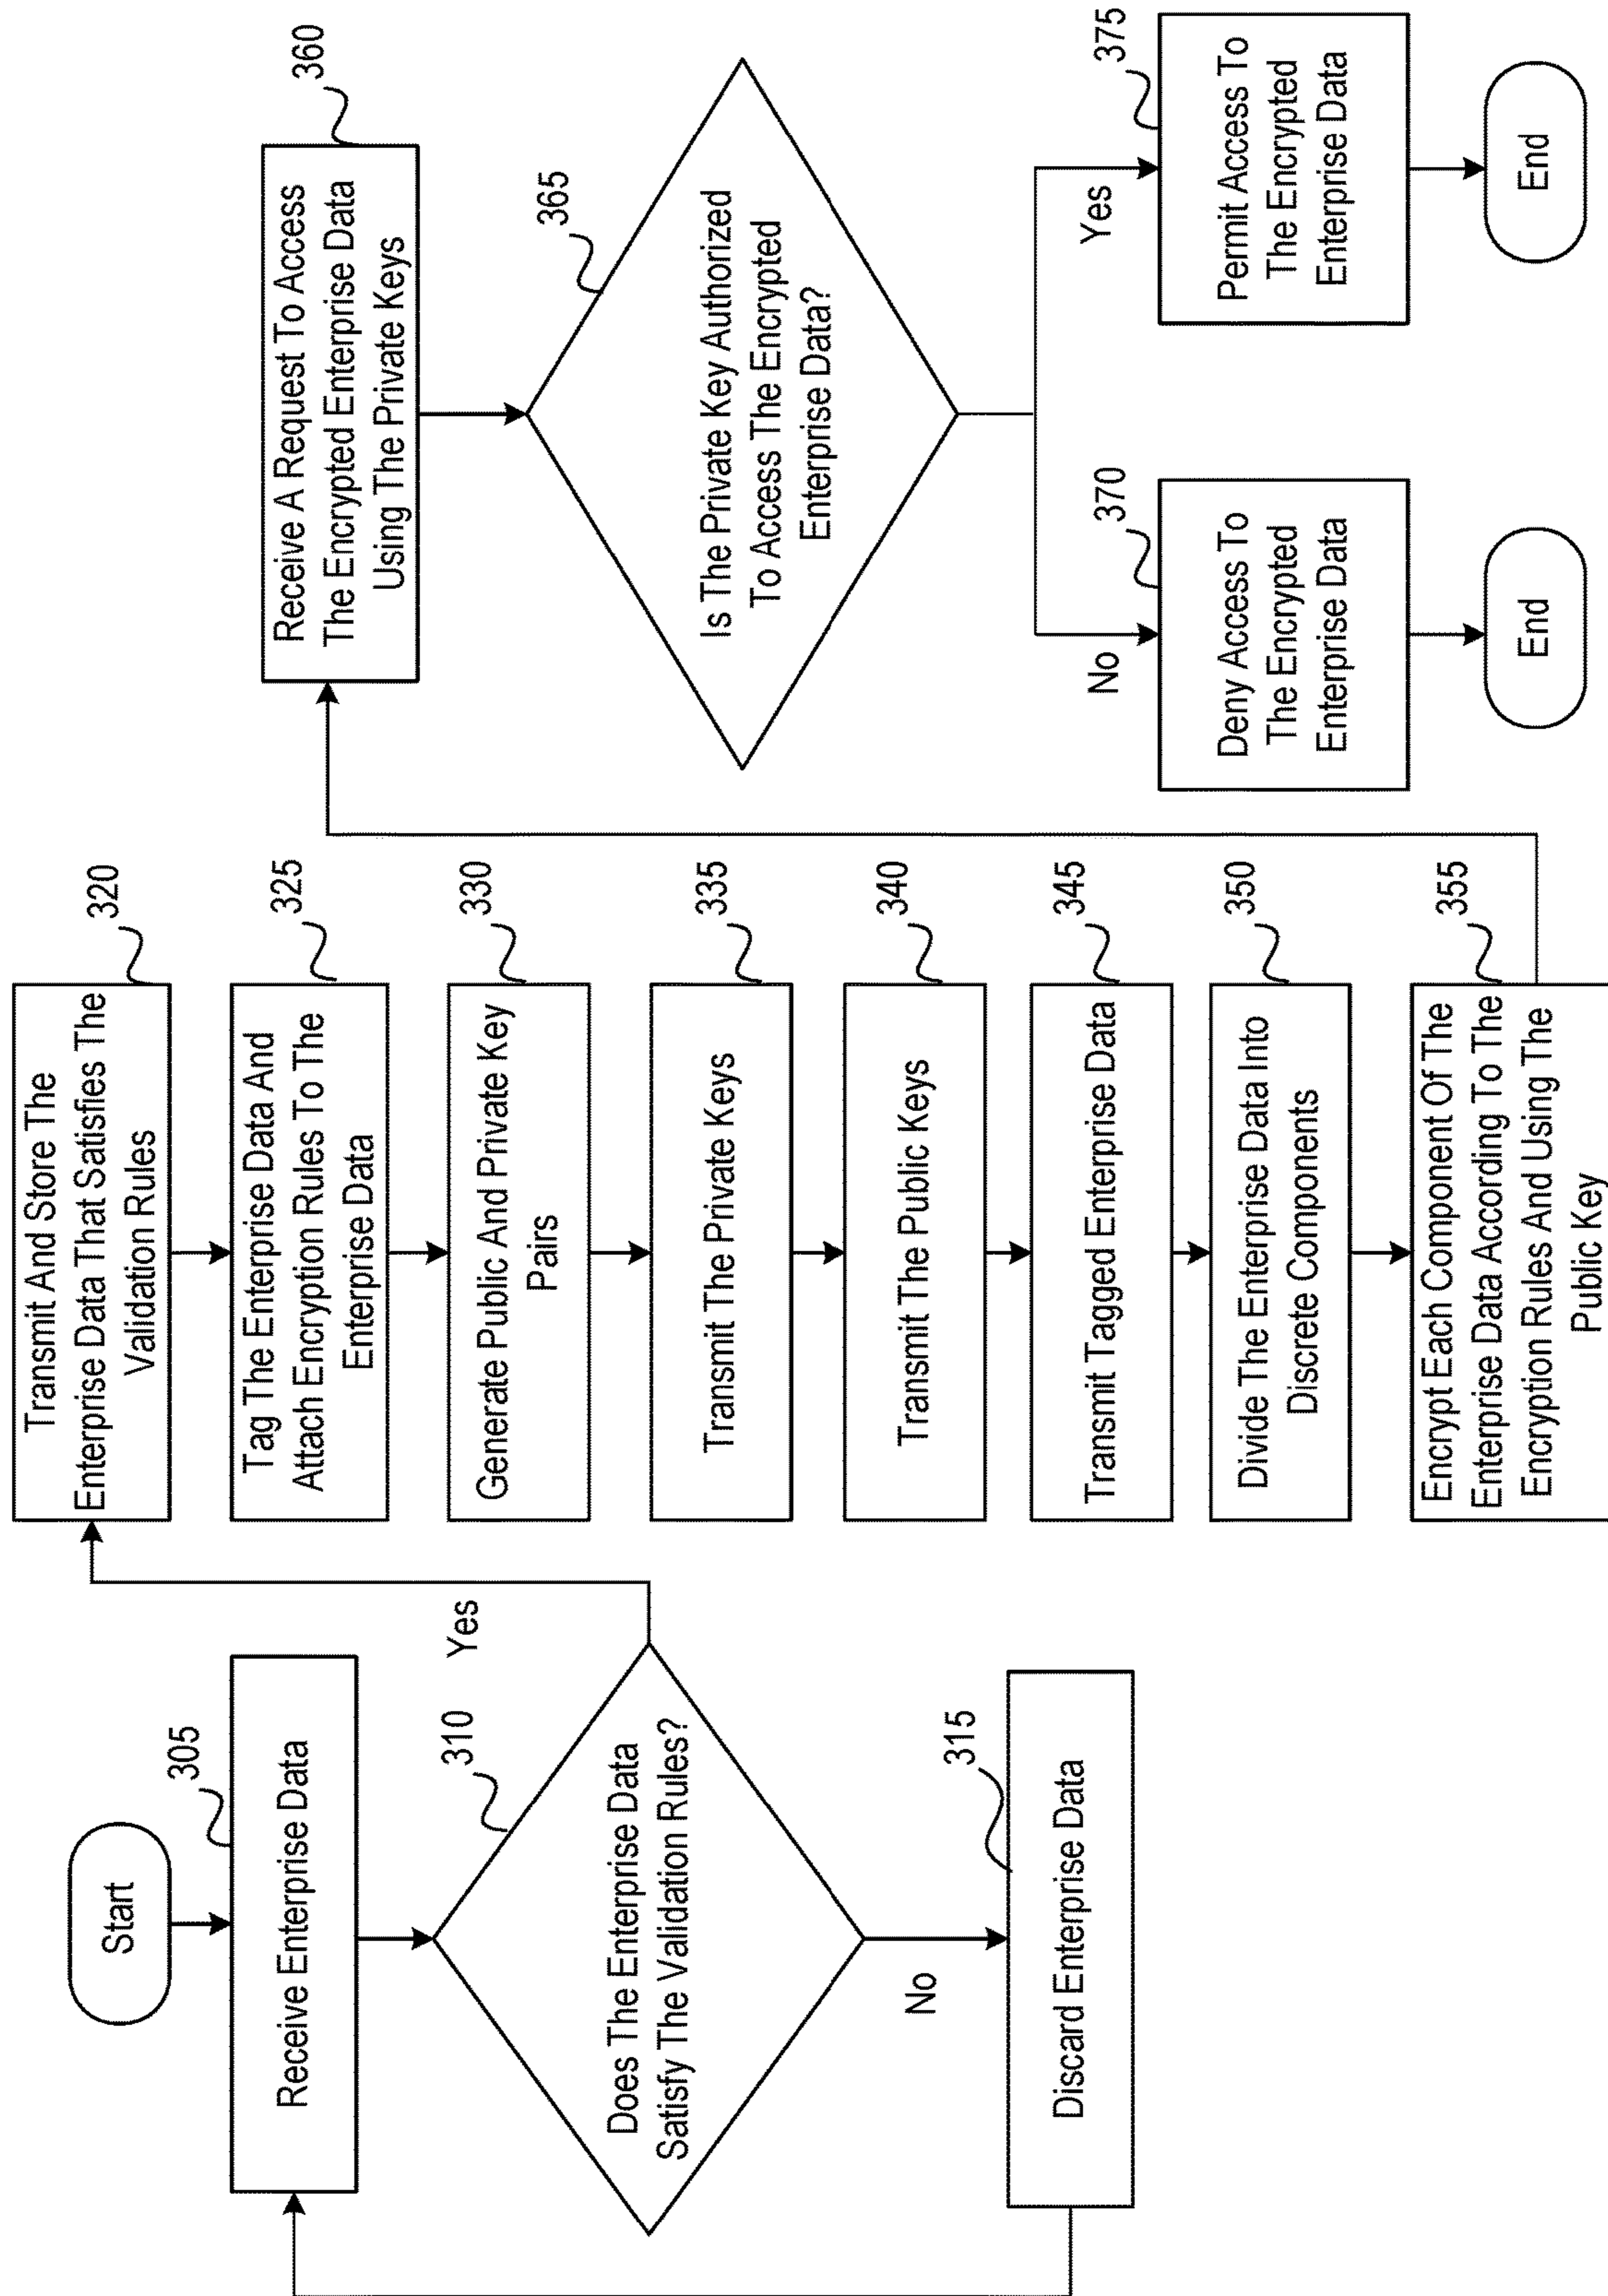 Start
305
Receive Enterprise Data
310
Does The Enterprise Data
Satisfy The Validation Rules?
Yes
No
315
Discard Enterprise Data
320
Transmit And Store The
Enterprise Data That Satisfies The
Validation Rules
325
Tag The Enterprise Data And
Attach Encryption Rules To The
Enterprise Data
330
Generate Public And Private Key
Pairs
335
Transmit The Private Keys
340
Transmit The Public Keys
345
Transmit Tagged Enterprise Data
350
Divide The Enterprise Data Into
Discrete Components
355
Encrypt Each Component Of The
Enterprise Data According To The
Encryption Rules And Using The
Public Key
360
Receive A Request To Access
The Encrypted Enterprise Data
Using The Private Keys
365
Is The Private Key Authorized
To Access The Encrypted
Enterprise Data?
No
Yes
370
Deny Access To
The Encrypted
Enterprise Data
End
375
Permit Access To
The Encrypted
Enterprise Data
End